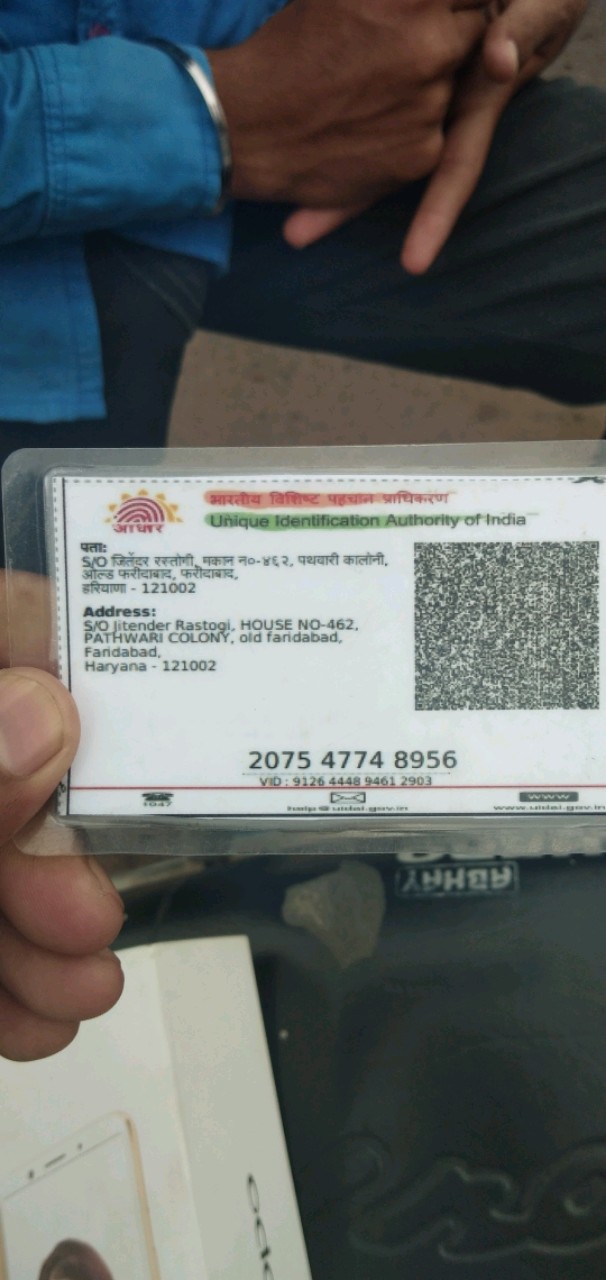 आधार
भारतीय विशिष्ट पहचान प्राधिकरण
Unique Identification Authority of India
पता:
S/O जितेंदर रस्तोगी, मकान न०-४६२, पथवारी कालोनी,
ओल्ड फरीदाबाद, फरीदाबाद,
हरियाणा - 121002
Address:
S/O Jitender Rastogi, HOUSE NO-462,
PATHWARI COLONY, old faridabad,
Faridabad,
Haryana - 121002
2075 4774 8956
VID : 9126 4448 9461 2903
1947
help@uidai.gov.in
www
www.uidai.gov.in
ABHAY